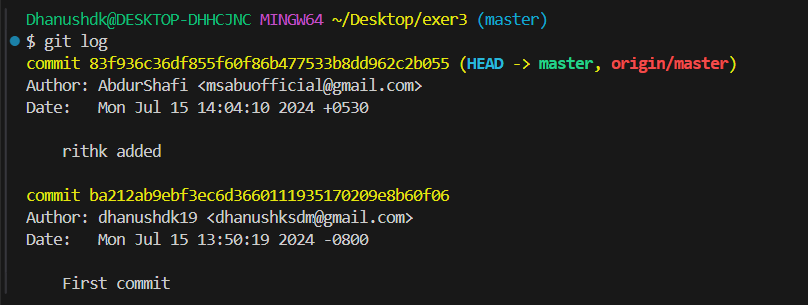 Dhanushdk@DESKTOP-DHHCJNC MINGW64 ~/Desktop/exer3 (master)
$ git log
commit 83f936c36df855f60f86b477533b8dd962c2b055 (HEAD -> master, origin/master)
Author: AbdurShafi <msabuofficial@gmail.com>
Date:   Mon Jul 15 14:04:10 2024 +0530
rithk added
commit ba212ab9ebf3ec6d3660111935170209e8b60f06
Author: dhanushdk19 <dhanushksdm@gmail.com>
Date:   Mon Jul 15 13:50:19 2024 -0800
First commit